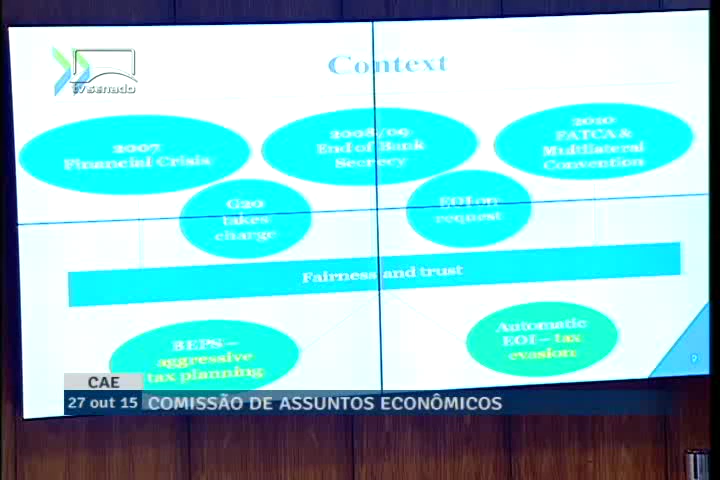 Context
tvsenado
2007
Financial Crisis
2008/09
End of Bank
Secrecy
2010
FATCA &
Multilateral
Convention
G20
takes
charge
EOI on
request
Fairness and trust
BEPS –
aggressive
tax planning
Automatic
EOI – tax
evasion
CAE
27 out 15
COMISSÃO DE ASSUNTOS ECONÔMICOS